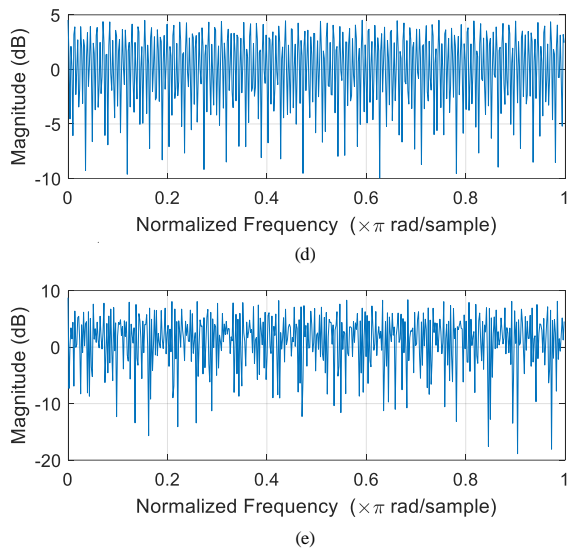 5
0
-5
-10
Magnitude (dB)
0 0.2 0.4 0.6 0.8 1
Normalized Frequency (×π rad/sample)
(d)
10
0
-10
-20
Magnitude (dB)
0 0.2 0.4 0.6 0.8 1
Normalized Frequency (×π rad/sample)
(e)